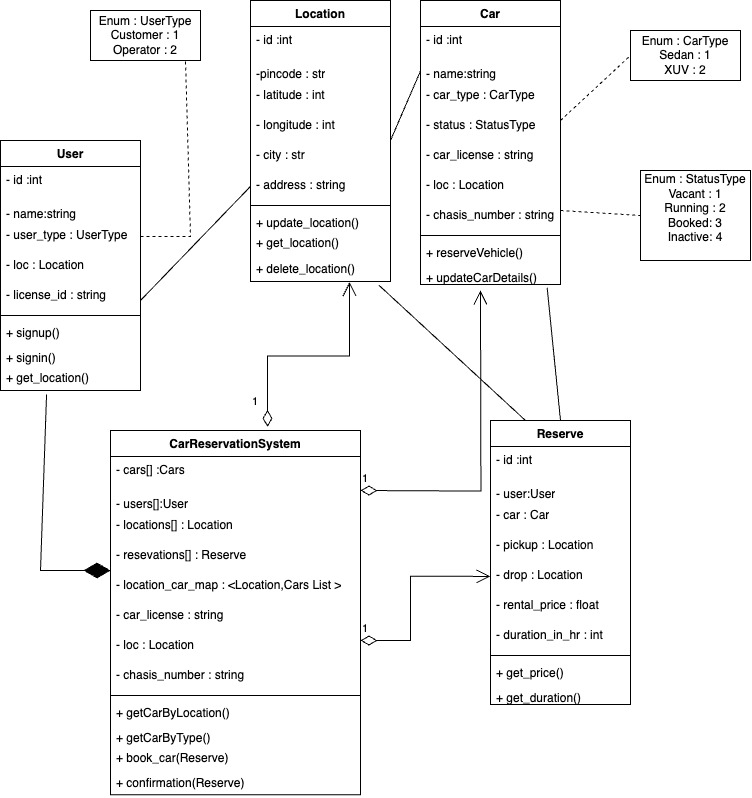 Enum : UserType
Customer : 1
Operator : 2
Location
- id :int
-pincode : str
- latitude : int
- longitude : int
- city : str
- address : string
+ update_location()
+ get_location()
+ delete_location()
Car
- id :int
- name:string
- car_type : CarType
- status : StatusType
- car_license : string
- loc : Location
- chasis_number : string
+ reserveVehicle()
+ updateCarDetails()
Enum : CarType
Sedan : 1
XUV : 2
Enum : StatusType
Vacant : 1
Running : 2
Booked: 3
Inactive: 4
User
- id :int
- name:string
- user_type : UserType
- loc : Location
- license_id : string
+ signup()
+ signin()
+ get_location()
1
CarReservationSystem
- cars[] :Cars
- users[]:User
- locations[] : Location
- resevations[] : Reserve
- location_car_map : <Location,Cars List >
- car_license : string
- loc : Location
- chasis_number : string
+ getCarByLocation()
+ getCarByType()
+ book_car(Reserve)
+ confirmation(Reserve)
1
1
Reserve
- id :int
- user:User
- car : Car
- pickup : Location
- drop : Location
- rental_price : float
- duration_in_hr : int
+ get_price()
+ get_duration()